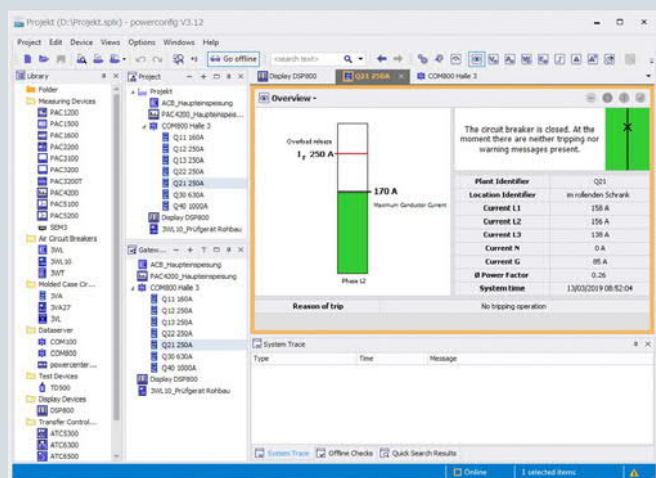 Projekt (D:\Projekt.splx) - powerconfig V3.12
Project Edit Device Views Options Windows Help
Go offline
<search text>
Library
Folder
Measuring Devices
PAC1200
PAC1500
PAC1600
PAC2200
PAC3100
PAC3200
PAC3200T
PAC4200
PAC5100
PAC5200
SEM3
Air Circuit Breakers
3WL
3WL10
3WT
Molded Case Cir...
3VA
3VA27
3VL
Dataserver
COM100
COM800
powercenter...
Test Devices
TD500
Display Devices
DSP800
Transfer Control...
ATC5300
ATC6300
ATC6500
Project
Projekt
ACB_Haupteinspeisung
PAC4200_Haupteinspeis...
COM800 Halle 3
Q11 160A
Q12 250A
Q13 250A
Q22 250A
Q21 250A
Q30 630A
Q40 1000A
Display DSP800
3WL10_Prüfgerät Rohbau
Gatew...
ACB_Haupteinspeisung
PAC4200_Haupteinspeisung
COM800 Halle 3
Q11 160A
Q12 250A
Q13 250A
Q22 250A
Q21 250A
Q30 630A
Q40 1000A
Display DSP800
3WL10_Prüfgerät Rohbau
Display DSP800
Q21 250A
COM800 Halle 3
Overview -
Overload release
Ir 250 A
170 A
Maximum Conductor Current
Phase L2
The circuit breaker is closed. At the
moment there are neither tripping nor
warning messages present.
Plant Identifier Q21
Location Identifier im rollenden Schrank
Current L1 158 A
Current L2 156 A
Current L3 138 A
Current N 0 A
Current G 85 A
Ø Power Factor 0.26
System time 13/03/2019 08:52:04
Reason of trip No tripping operation
System Trace
Type Time Message
System Trace Offline Checks Quick Search Results
Online 1 selected items